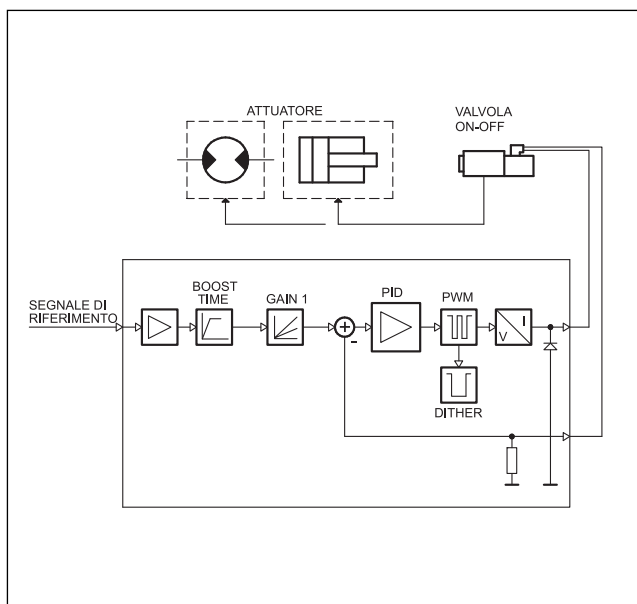 ATTUATORE
VALVOLA
ON-OFF
SEGNALE DI
RIFERIMENTO
BOOST
TIME
GAIN 1
PID
PWM
+
-
V
I
DITHER